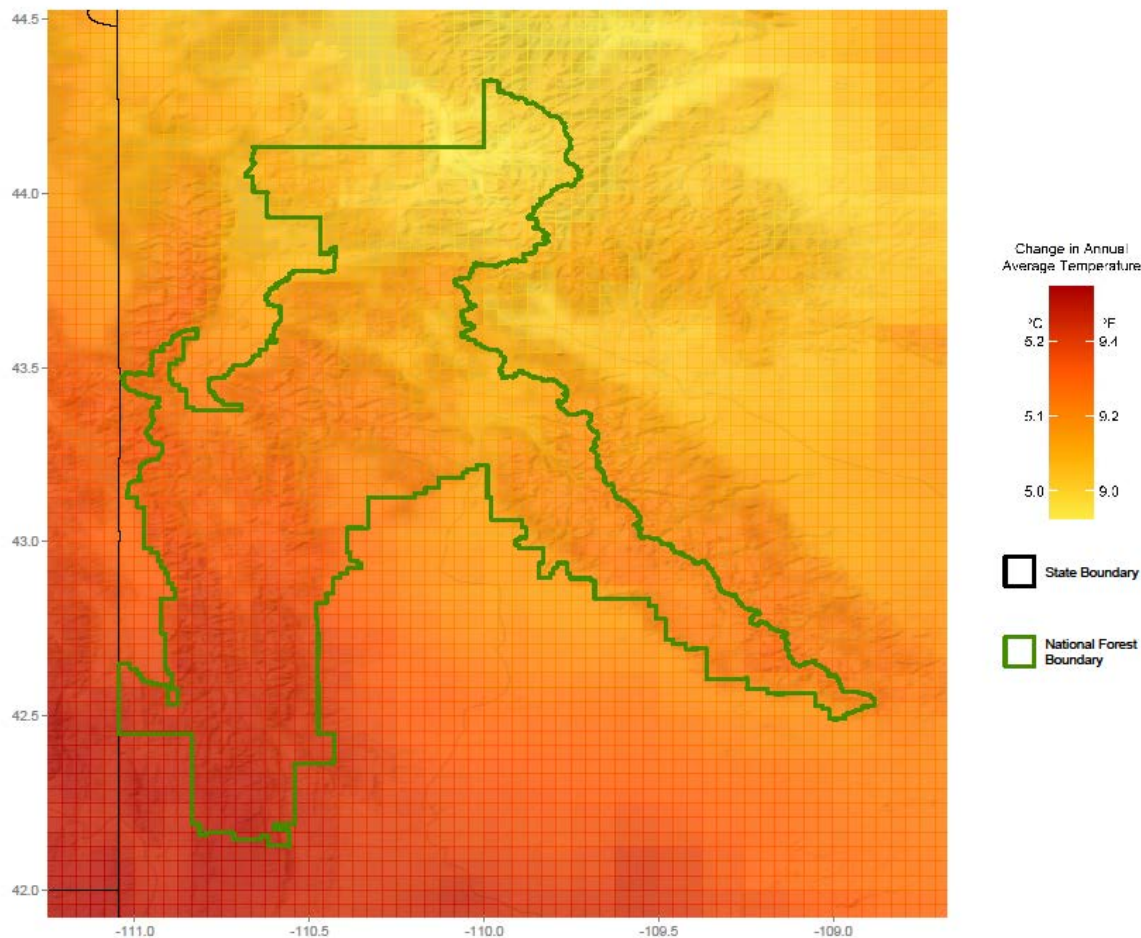 44.5
44.0
43.5
43.0
42.5
42.0
-111.0 -110.5 -110.0 -109.5 -109.0
Change in Annual
Average Temperature
°C °F
5.2 9.4
5.1 9.2
5.0 9.0
State Boundary
National Forest
Boundary